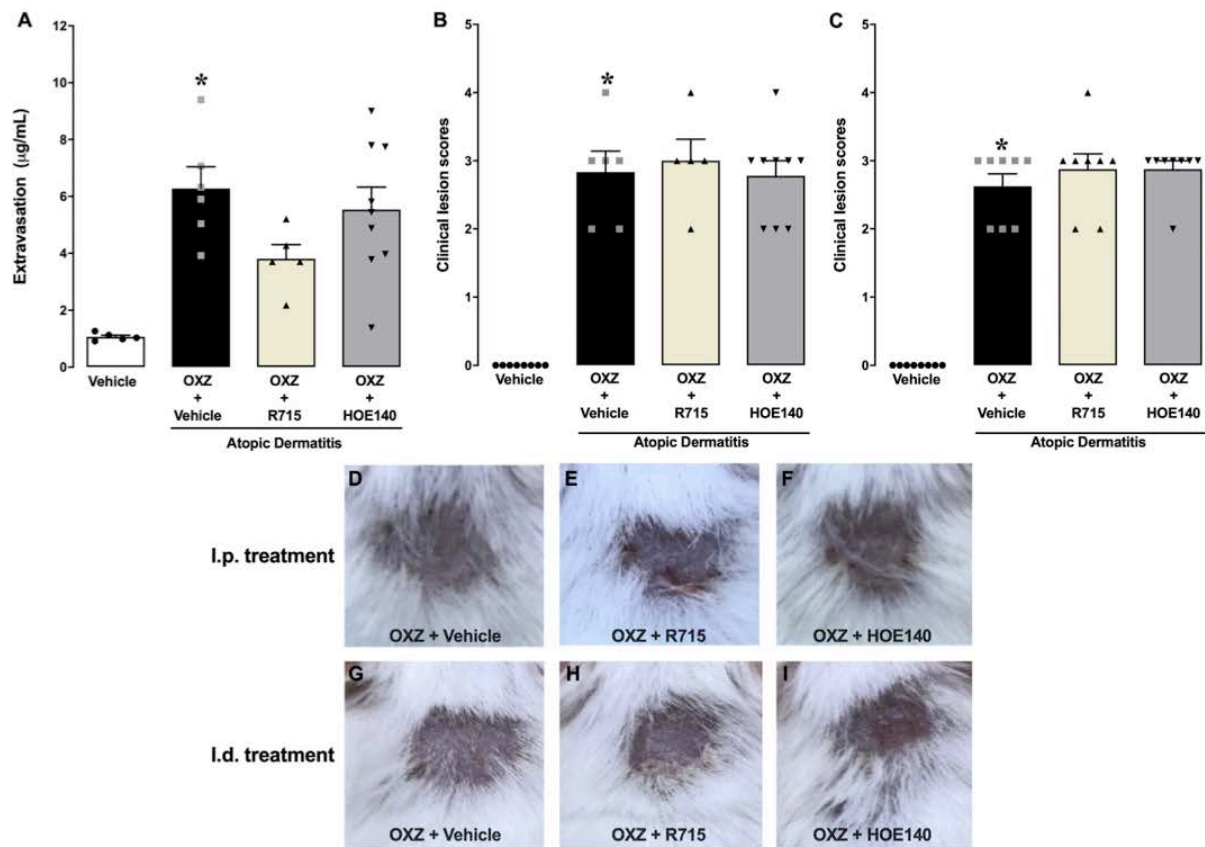 A
Extravasation (µg/mL)
12
10
8
6
4
2
0
*
Vehicle
OXZ
+
Vehicle
OXZ
+
R715
OXZ
+
HOE140
Atopic Dermatitis
B
Clinical lesion scores
5
4
3
2
1
0
*
Vehicle
OXZ
+
Vehicle
OXZ
+
R715
OXZ
+
HOE140
Atopic Dermatitis
C
Clinical lesion scores
5
4
3
2
1
0
*
Vehicle
OXZ
+
Vehicle
OXZ
+
R715
OXZ
+
HOE140
Atopic Dermatitis
I.p. treatment
D
OXZ + Vehicle
E
OXZ + R715
F
OXZ + HOE140
I.d. treatment
G
OXZ + Vehicle
H
OXZ + R715
I
OXZ + HOE140